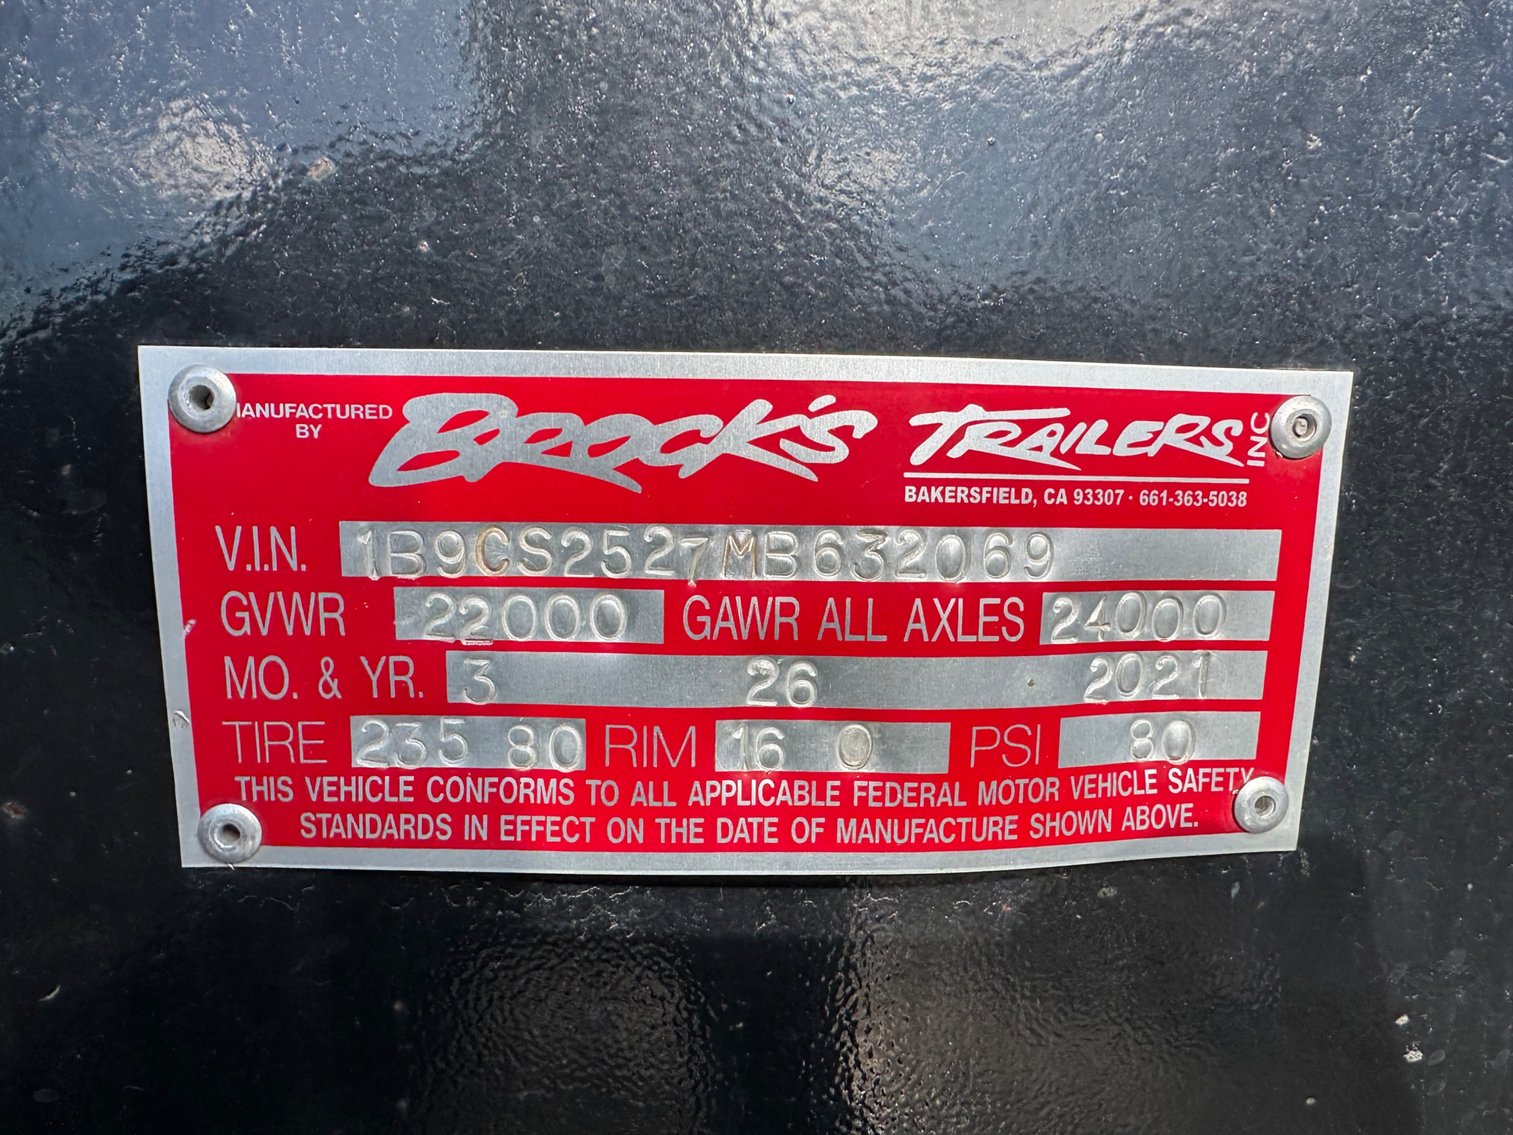 MANUFACTURED BY BROCK'S TRAILERS INC
BAKERSFIELD, CA 93307 · 661-363-5038
V.I.N. 1B9CS2527MB632069
GVWR 22000 GAWR ALL AXLES 24000
MO. & YR. 3 26 2021
TIRE 235 80 RIM 16 0 PSI 80
THIS VEHICLE CONFORMS TO ALL APPLICABLE FEDERAL MOTOR VEHICLE SAFETY
STANDARDS IN EFFECT ON THE DATE OF MANUFACTURE SHOWN ABOVE.